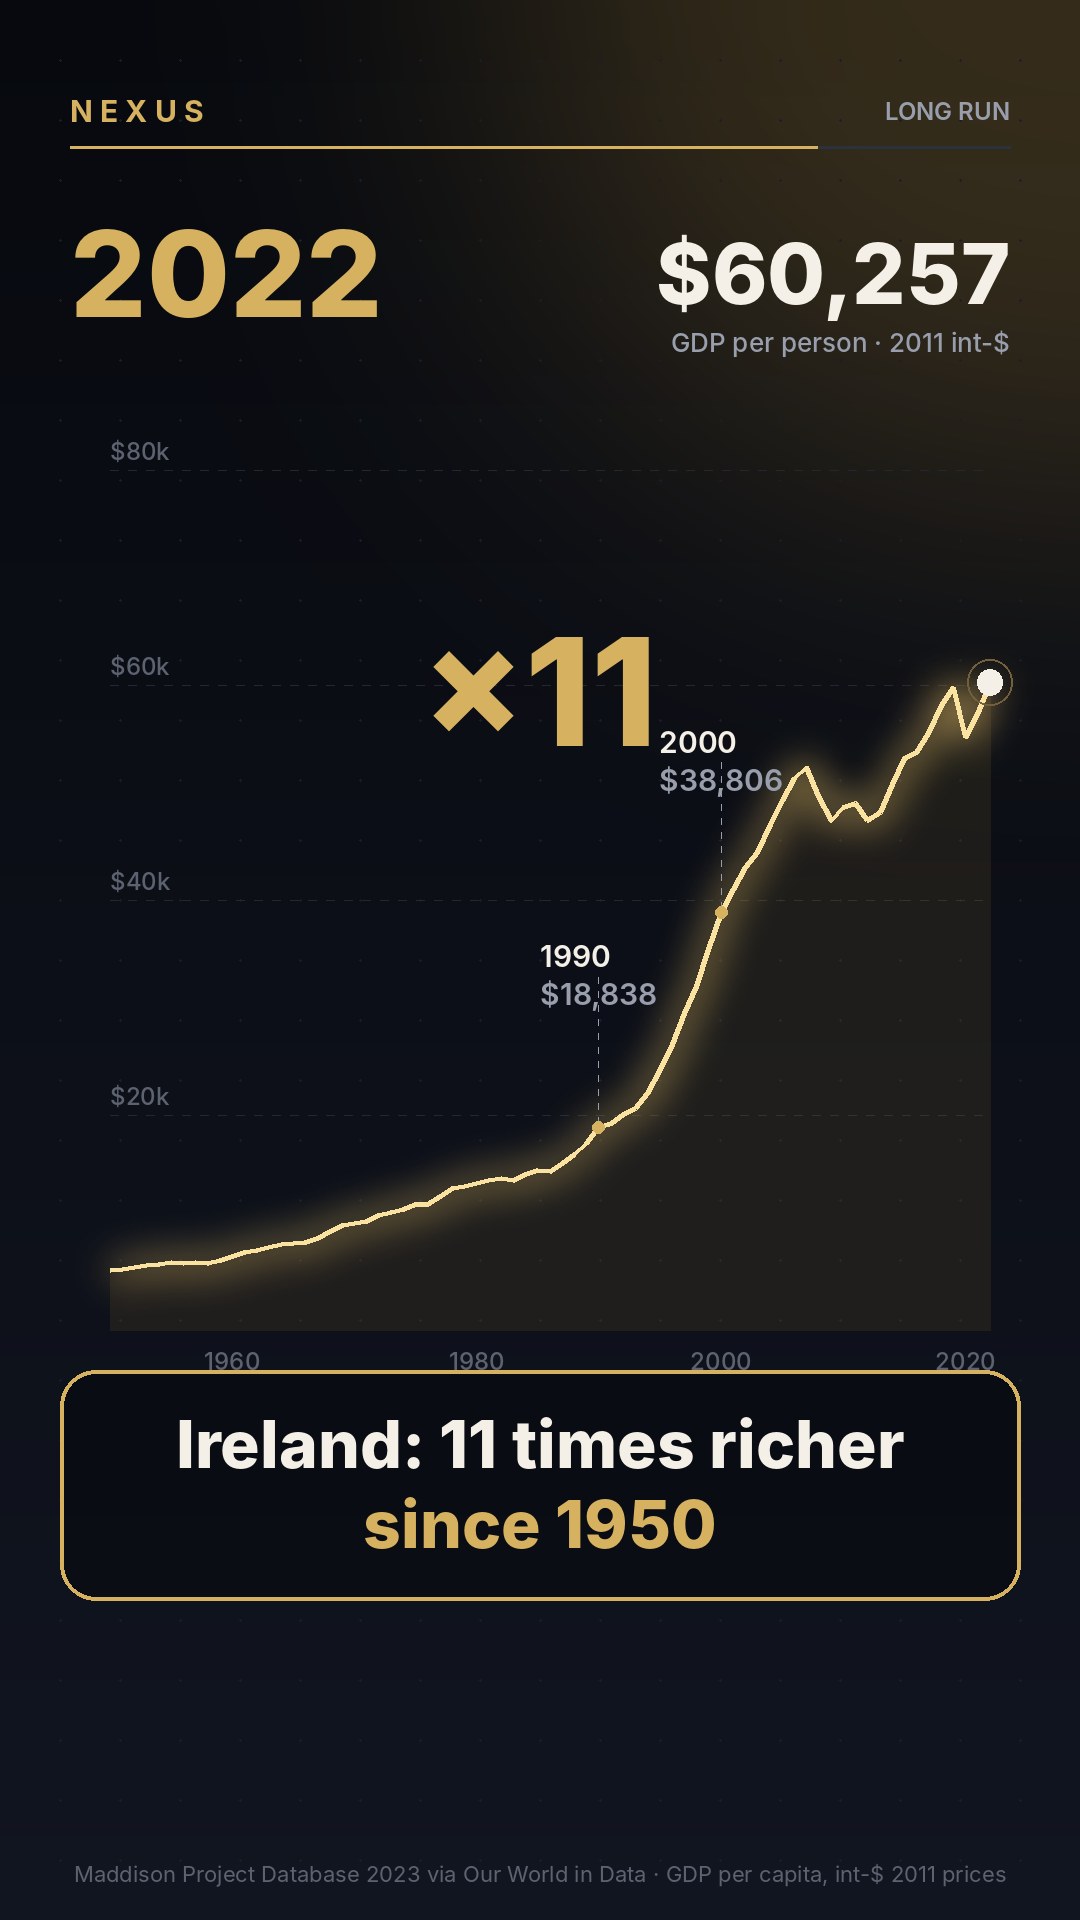 NEXUS
LONG RUN
2022
$60,257
GDP per person · 2011 int-$
$80k
$60k
×11
2000
$38,806
$40k
1990
$18,838
$20k
1960 1980 2000 2020
Ireland: 11 times richer
since 1950
Maddison Project Database 2023 via Our World in Data · GDP per capita, int-$ 2011 prices